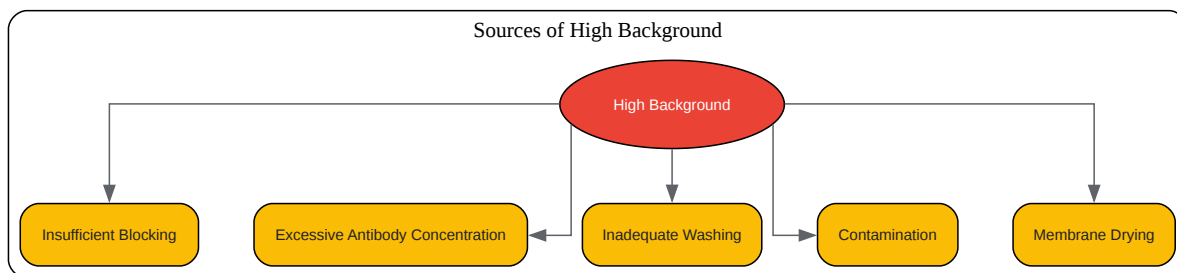 Sources of High Background
High Background
Insufficient Blocking
Excessive Antibody Concentration
Inadequate Washing
Contamination
Membrane Drying